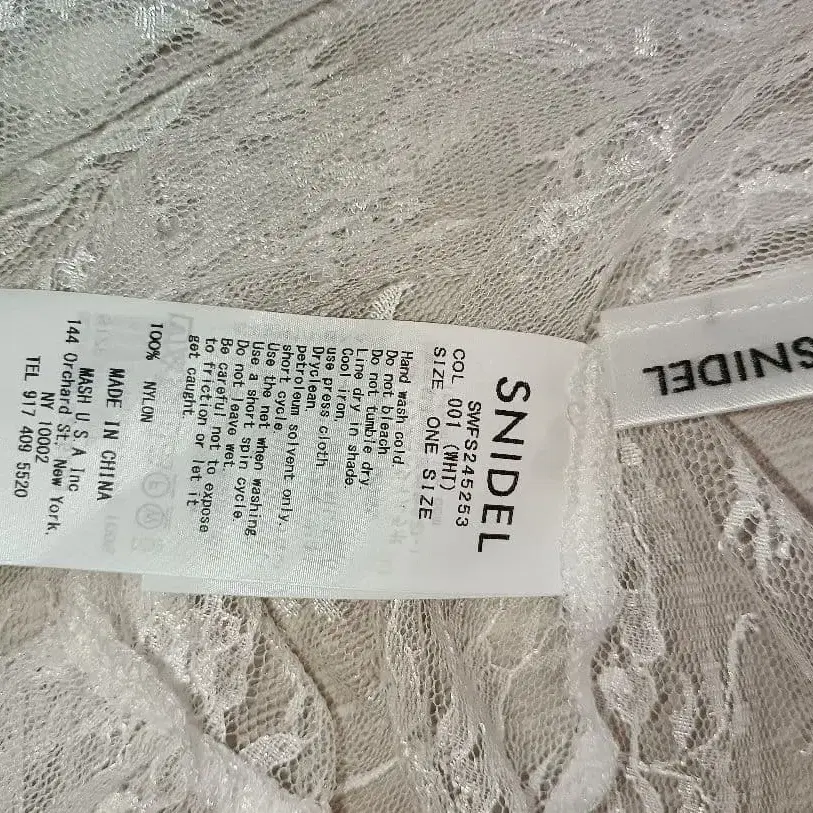 SNIDEL
SWFS245253
COL 001 (WHT)
SIZE ONE SIZE
Hand wash cold
Do not bleach
Do not tumble dry
Line dry in shade
Cool iron,
use press cloth
Dryclean
petroleum solvent only,
short cycle
Use the net when washing
Use a short spin cycle
Do not leave wet.
Be careful not to expose
to friction or let it
get caught.
100% NYLON
MADE IN CHINA
MASH U S A Inc
144 Orchard St. New York,
NY 10002
TEL 917 409 5520
SNIDEL